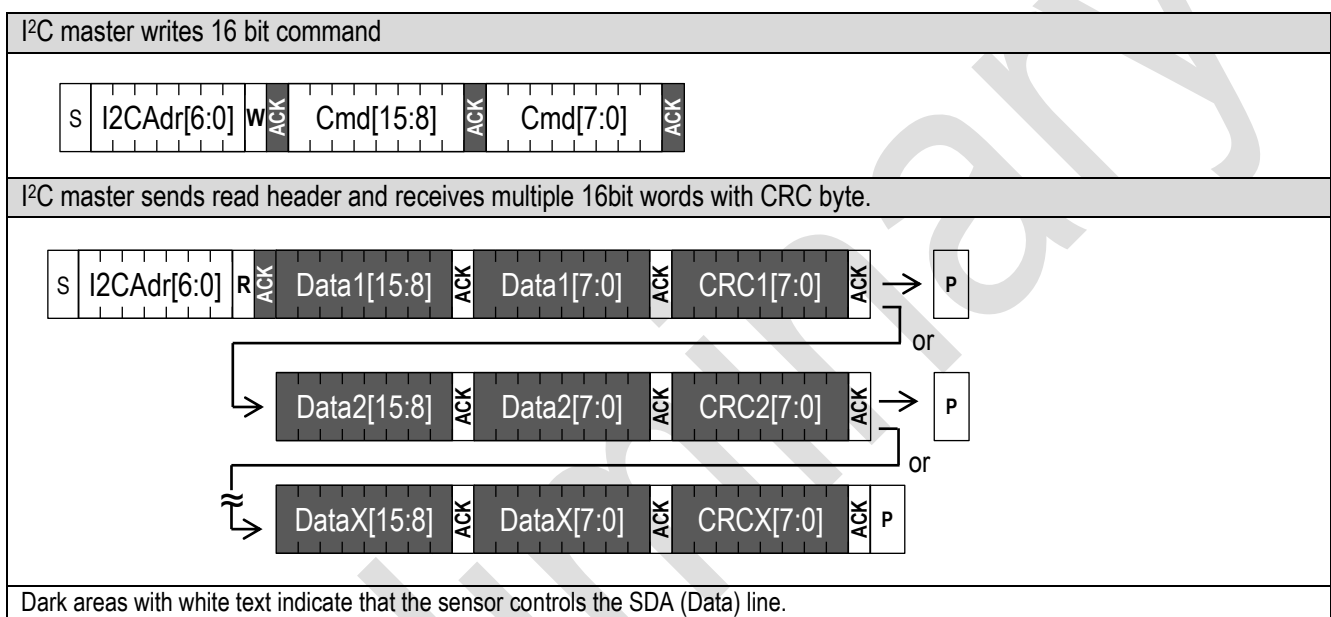 I²C master writes 16 bit command
S I2CAdr[6:0] W ACK Cmd[15:8] ACK Cmd[7:0] ACK
I²C master sends read header and receives multiple 16bit words with CRC byte.
S I2CAdr[6:0] R ACK Data1[15:8] ACK Data1[7:0] ACK CRC1[7:0] ACK P
or
Data2[15:8] ACK Data2[7:0] ACK CRC2[7:0] ACK P
or
≈
DataX[15:8] ACK DataX[7:0] ACK CRCX[7:0] ACK P
Dark areas with white text indicate that the sensor controls the SDA (Data) line.